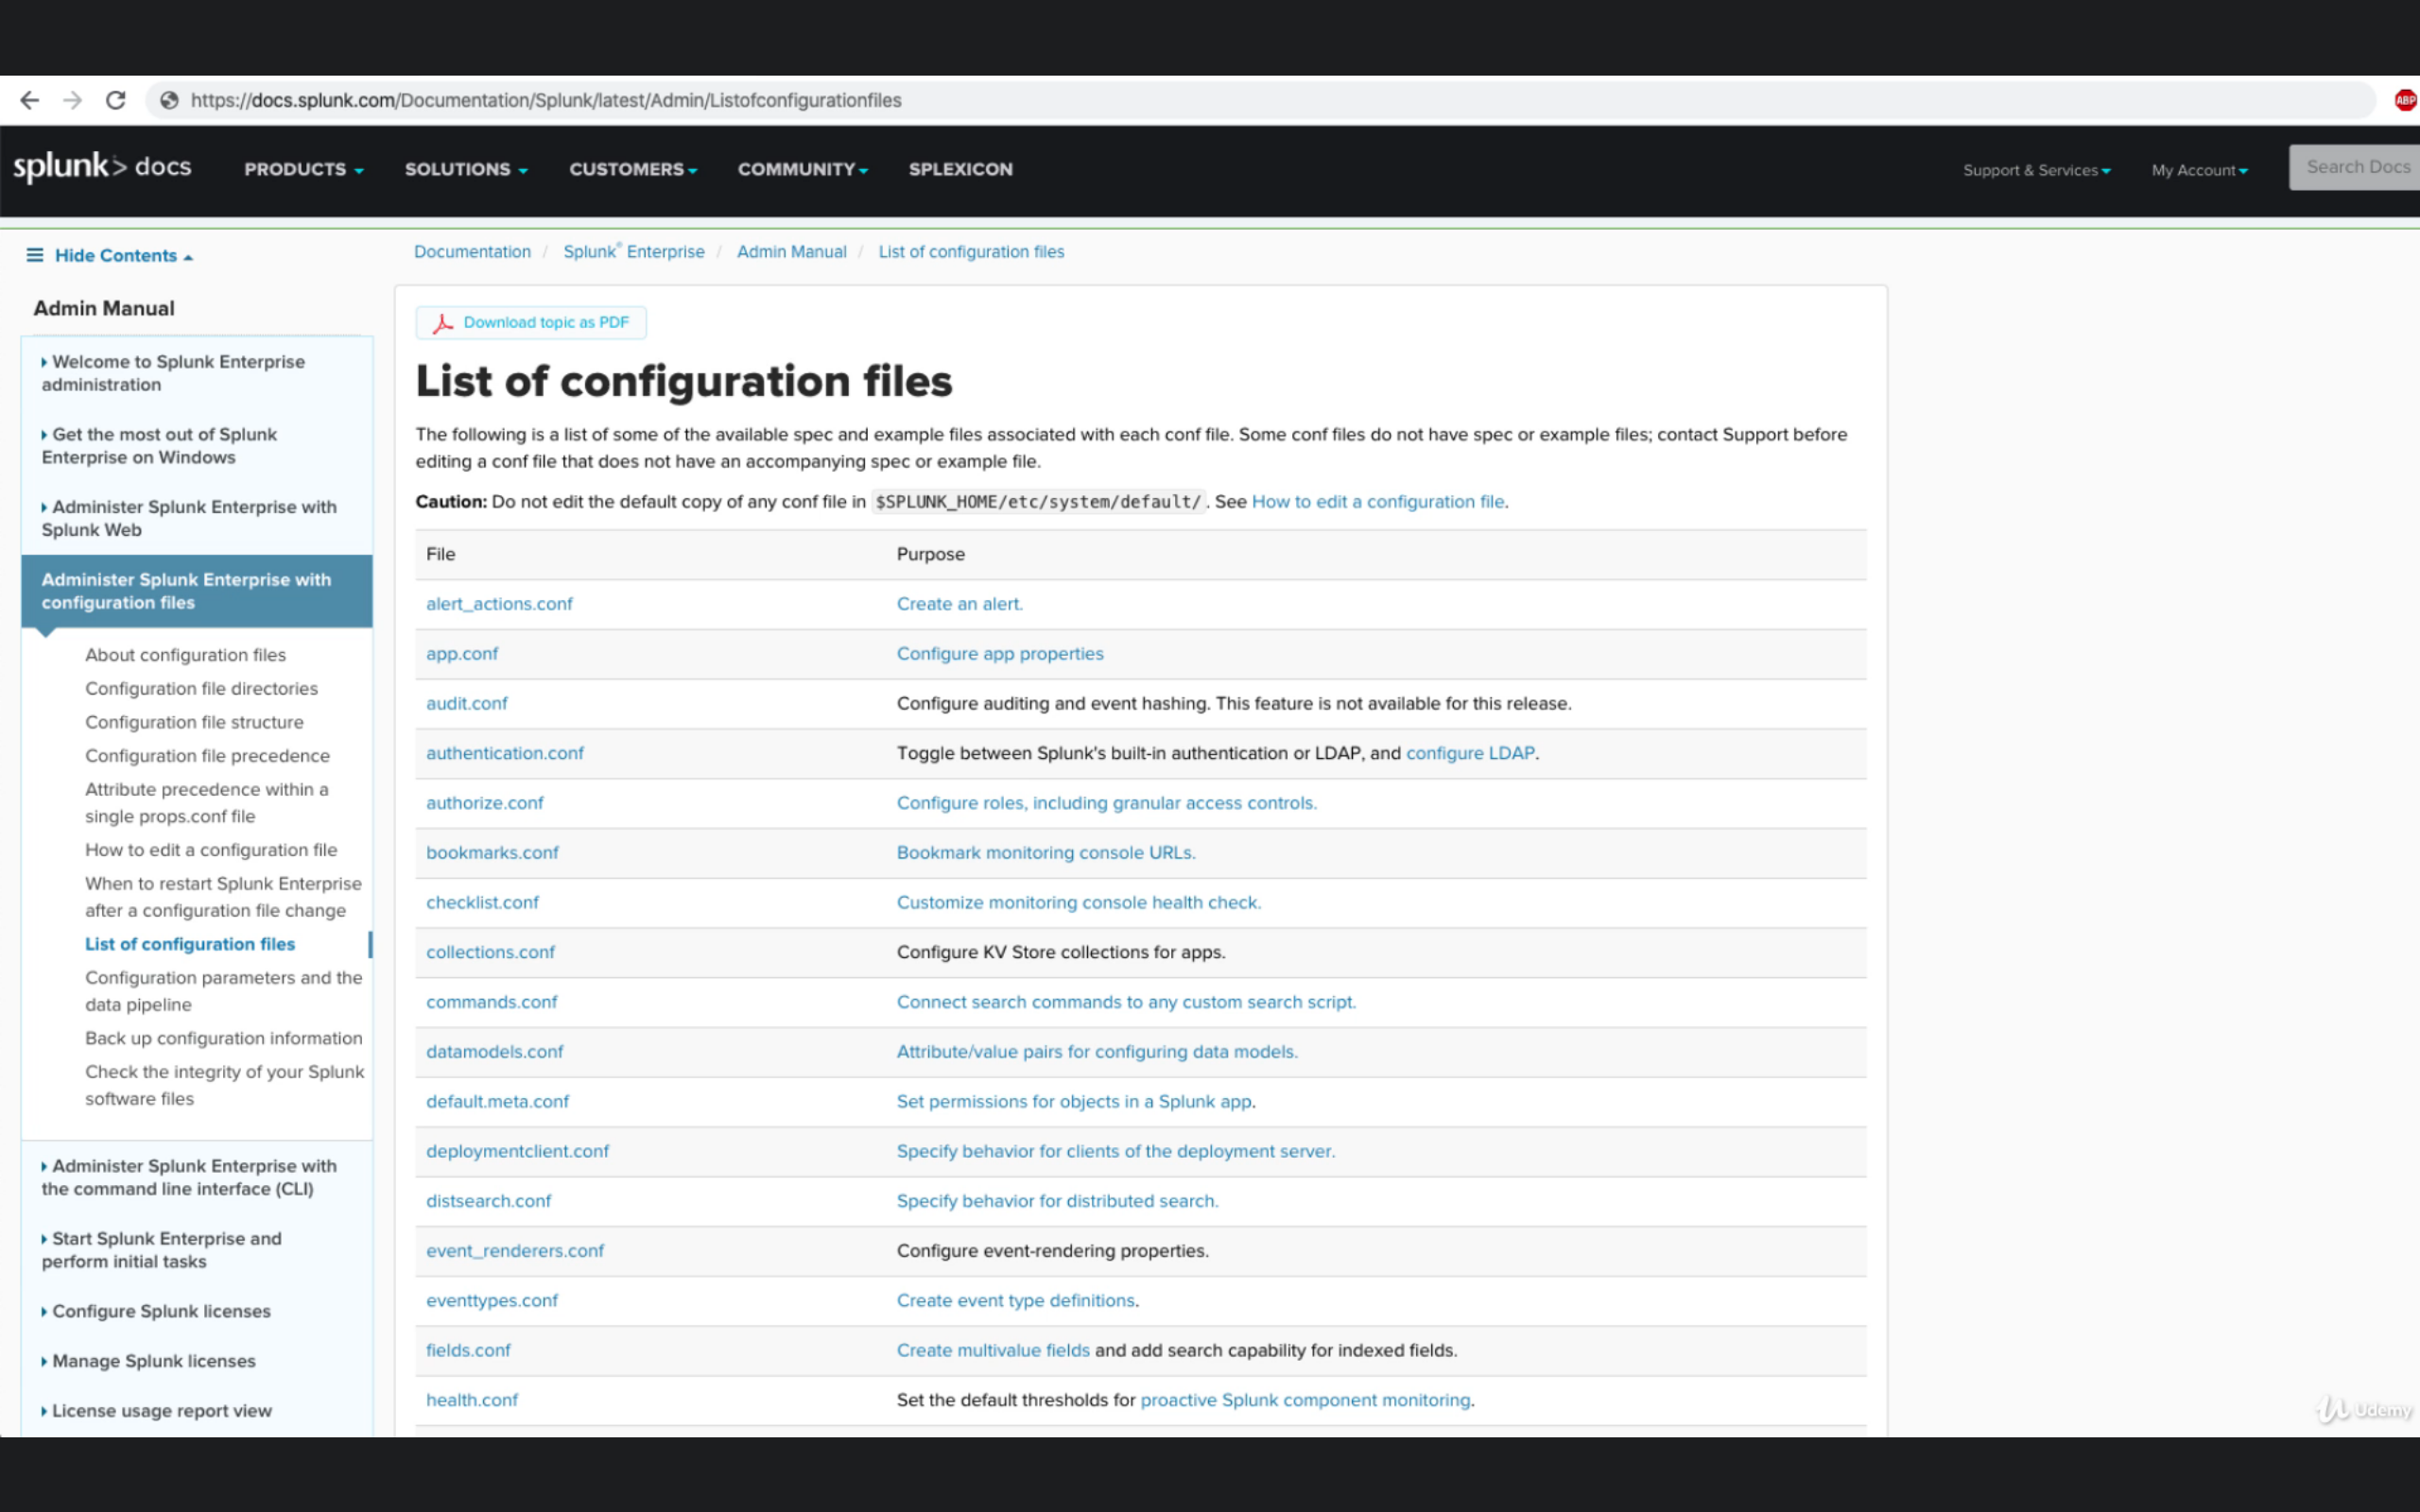 https://docs.splunk.com/Documentation/Splunk/latest/Admin/Listofconfigurationfiles
ABP
splunk> docs
PRODUCTS
SOLUTIONS
CUSTOMERS
COMMUNITY
SPLEXICON
Support & Services
My Account
Search Docs
Hide Contents
Documentation / Splunk® Enterprise / Admin Manual / List of configuration files
Admin Manual
Welcome to Splunk Enterprise
administration
Get the most out of Splunk
Enterprise on Windows
Administer Splunk Enterprise with
Splunk Web
Administer Splunk Enterprise with
configuration files
About configuration files
Configuration file directories
Configuration file structure
Configuration file precedence
Attribute precedence within a
single props.conf file
How to edit a configuration file
When to restart Splunk Enterprise
after a configuration file change
List of configuration files
Configuration parameters and the
data pipeline
Back up configuration information
Check the integrity of your Splunk
software files
Administer Splunk Enterprise with
the command line interface (CLI)
Start Splunk Enterprise and
perform initial tasks
Configure Splunk licenses
Manage Splunk licenses
License usage report view
Download topic as PDF
List of configuration files
The following is a list of some of the available spec and example files associated with each conf file. Some conf files do not have spec or example files; contact Support before
editing a conf file that does not have an accompanying spec or example file.
Caution: Do not edit the default copy of any conf file in $SPLUNK_HOME/etc/system/default/. See How to edit a configuration file.
File Purpose
alert_actions.conf Create an alert.
app.conf Configure app properties
audit.conf Configure auditing and event hashing. This feature is not available for this release.
authentication.conf Toggle between Splunk's built-in authentication or LDAP, and configure LDAP.
authorize.conf Configure roles, including granular access controls.
bookmarks.conf Bookmark monitoring console URLs.
checklist.conf Customize monitoring console health check.
collections.conf Configure KV Store collections for apps.
commands.conf Connect search commands to any custom search script.
datamodels.conf Attribute/value pairs for configuring data models.
default.meta.conf Set permissions for objects in a Splunk app.
deploymentclient.conf Specify behavior for clients of the deployment server.
distsearch.conf Specify behavior for distributed search.
event_renderers.conf Configure event-rendering properties.
eventtypes.conf Create event type definitions.
fields.conf Create multivalue fields and add search capability for indexed fields.
health.conf Set the default thresholds for proactive Splunk component monitoring.
Udemy